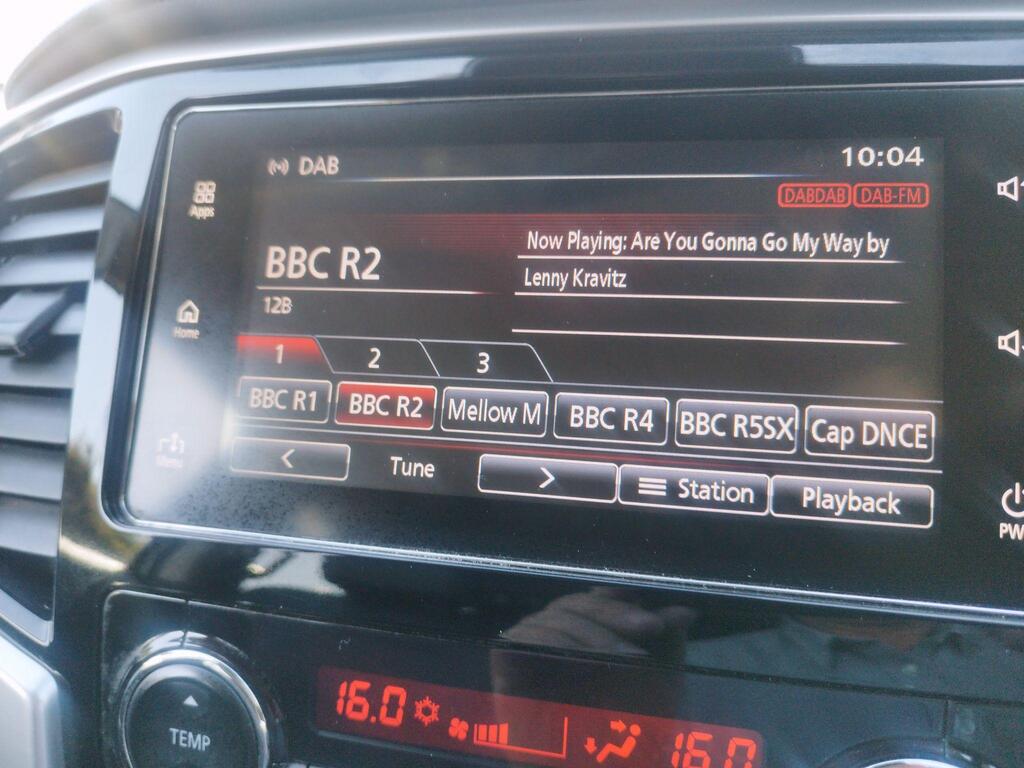 DAB
10:04
Apps
DABDAB DAB-FM
Now Playing: Are You Gonna Go My Way by
BBC R2
Lenny Kravitz
12B
Home
1 2 3
BBC R1 BBC R2 Mellow M BBC R4 BBC R5SX Cap DNCE
Menu
< Tune > Station Playback
TEMP
16.0 16.0